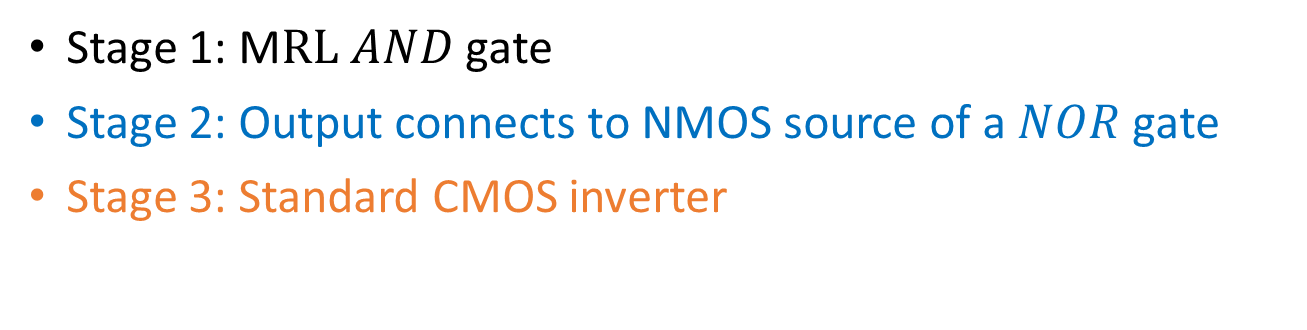 • Stage 1: MRL AND gate
• Stage 2: Output connects to NMOS source of a NOR gate
• Stage 3: Standard CMOS inverter